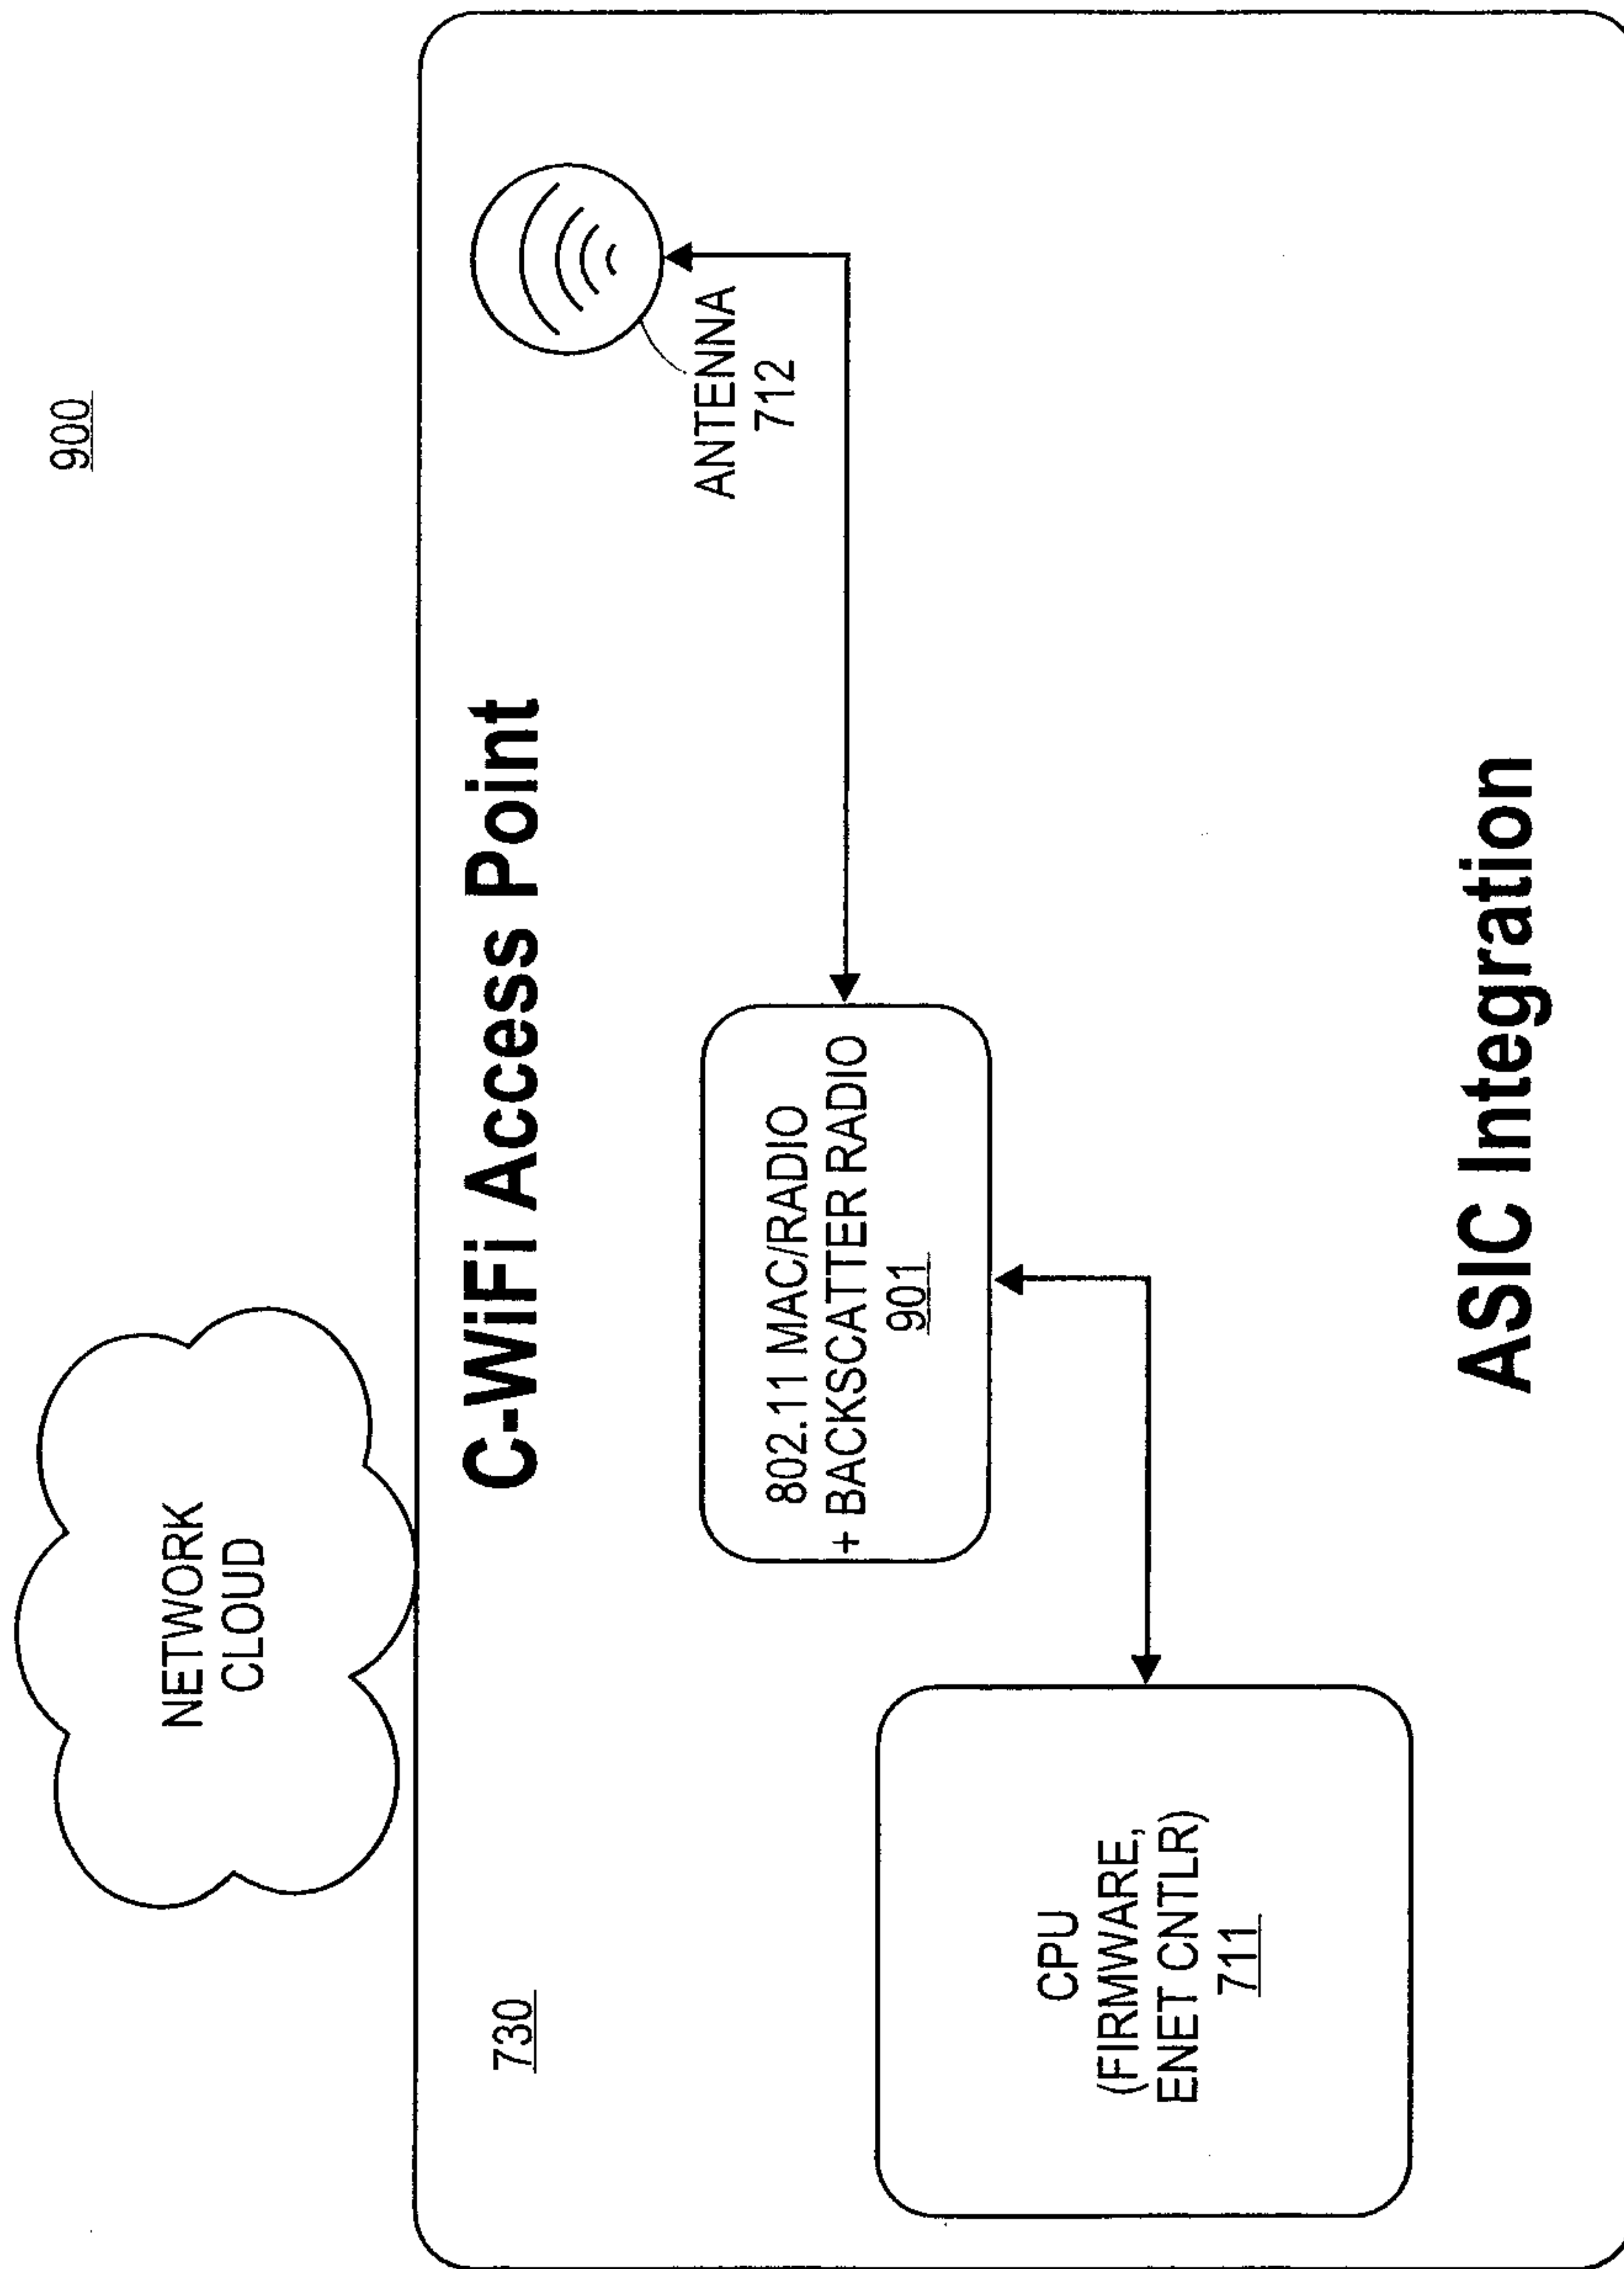 900
NETWORK
CLOUD
730
C-WiFi Access Point
ANTENNA
712
802.11 MAC/RADIO
+ BACKSCATTER RADIO
901
CPU
(FIRMWARE,
ENET CNTLR)
711
ASIC Integration